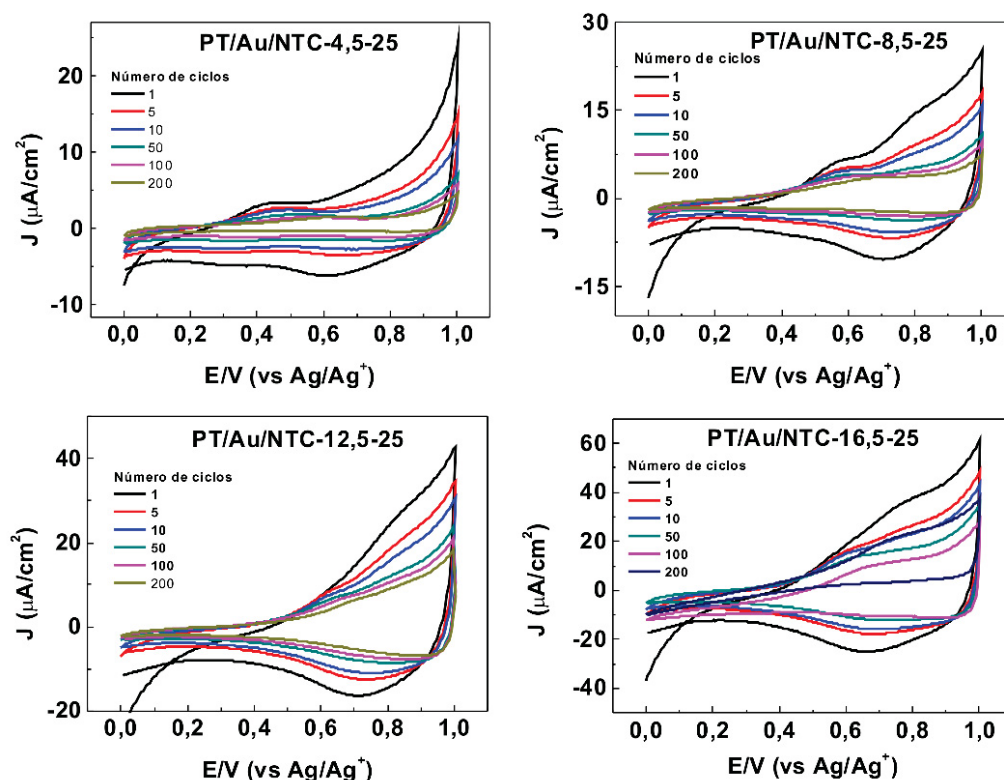 PT/Au/NTC-4,5-25
Número de ciclos
1
5
10
50
100
200
J (μA/cm²)
20
10
0
-10
0,0 0,2 0,4 0,6 0,8 1,0
E/V (vs Ag/Ag⁺)
PT/Au/NTC-8,5-25
Número de ciclos
1
5
10
50
100
200
J (μA/cm²)
30
15
0
-15
0,0 0,2 0,4 0,6 0,8 1,0
E/V (vs Ag/Ag⁺)
PT/Au/NTC-12,5-25
Número de ciclos
1
5
10
50
100
200
J (μA/cm²)
40
20
0
-20
0,0 0,2 0,4 0,6 0,8 1,0
E/V (vs Ag/Ag⁺)
PT/Au/NTC-16,5-25
Número de ciclos
1
5
10
50
100
200
J (μA/cm²)
60
40
20
0
-20
-40
0,0 0,2 0,4 0,6 0,8 1,0
E/V (vs Ag/Ag⁺)